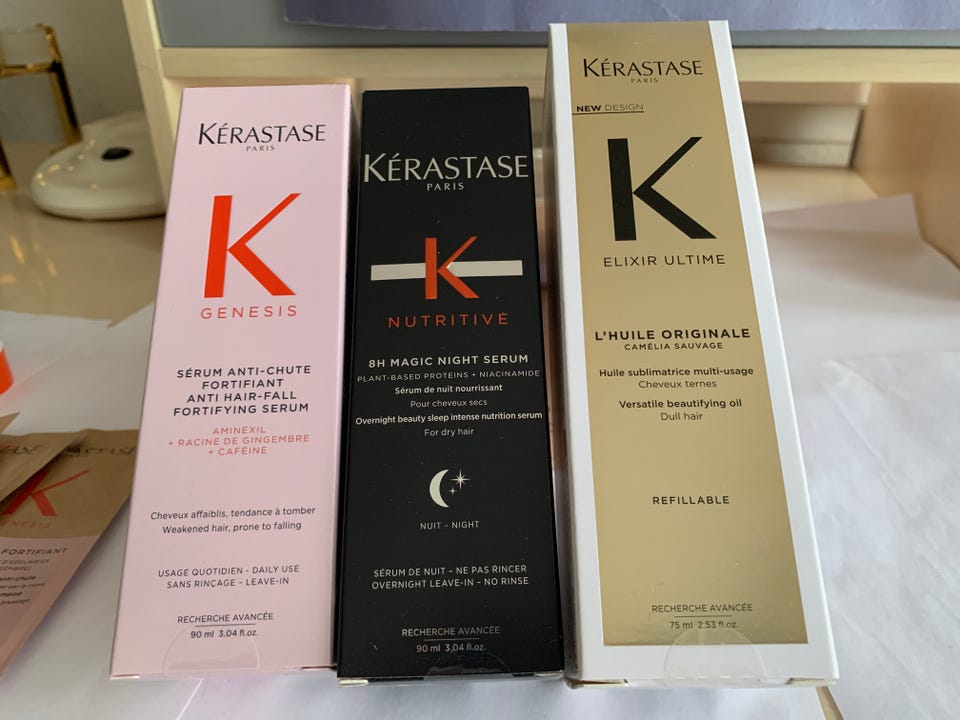 KÉRASTASE
PARIS
K
GENESIS
SÉRUM ANTI-CHUTE
FORTIFIANT
ANTI HAIR-FALL
FORTIFYING SERUM
AMINEXIL
+ RACINE DE GINGEMBRE
+ CAFEINE
Cheveux affaiblis, tendance à tomber
Weakened hair, prone to falling
USAGE QUOTIDIEN - DAILY USE
SANS RINÇAGE - LEAVE-IN
RECHERCHE AVANCÉE
90 ml 3.04 fl.oz.
KÉRASTASE
PARIS
K
NUTRITIVE
8H MAGIC NIGHT SERUM
PLANT-BASED PROTEINS + NIACINAMIDE
Sérum de nuit nourrissant
Pour cheveux secs
Overnight beauty sleep intense nutrition serum
For dry hair
NUIT - NIGHT
SÉRUM DE NUIT - NE PAS RINCER
OVERNIGHT LEAVE-IN - NO RINSE
RECHERCHE AVANCÉE
90 ml 3,04 fl.oz.
KÉRASTASE
PARIS
NEW DESIGN
K
ELIXIR ULTIME
L'HUILE ORIGINALE
CAMÉLIA SAUVAGE
Huile sublimatrice multi-usage
Cheveux ternes
Versatile beautifying oil
Dull hair
REFILLABLE
RECHERCHE AVANCÉE
75 ml 2.53 fl.oz.
K
GENESIS
FORTIFIANT